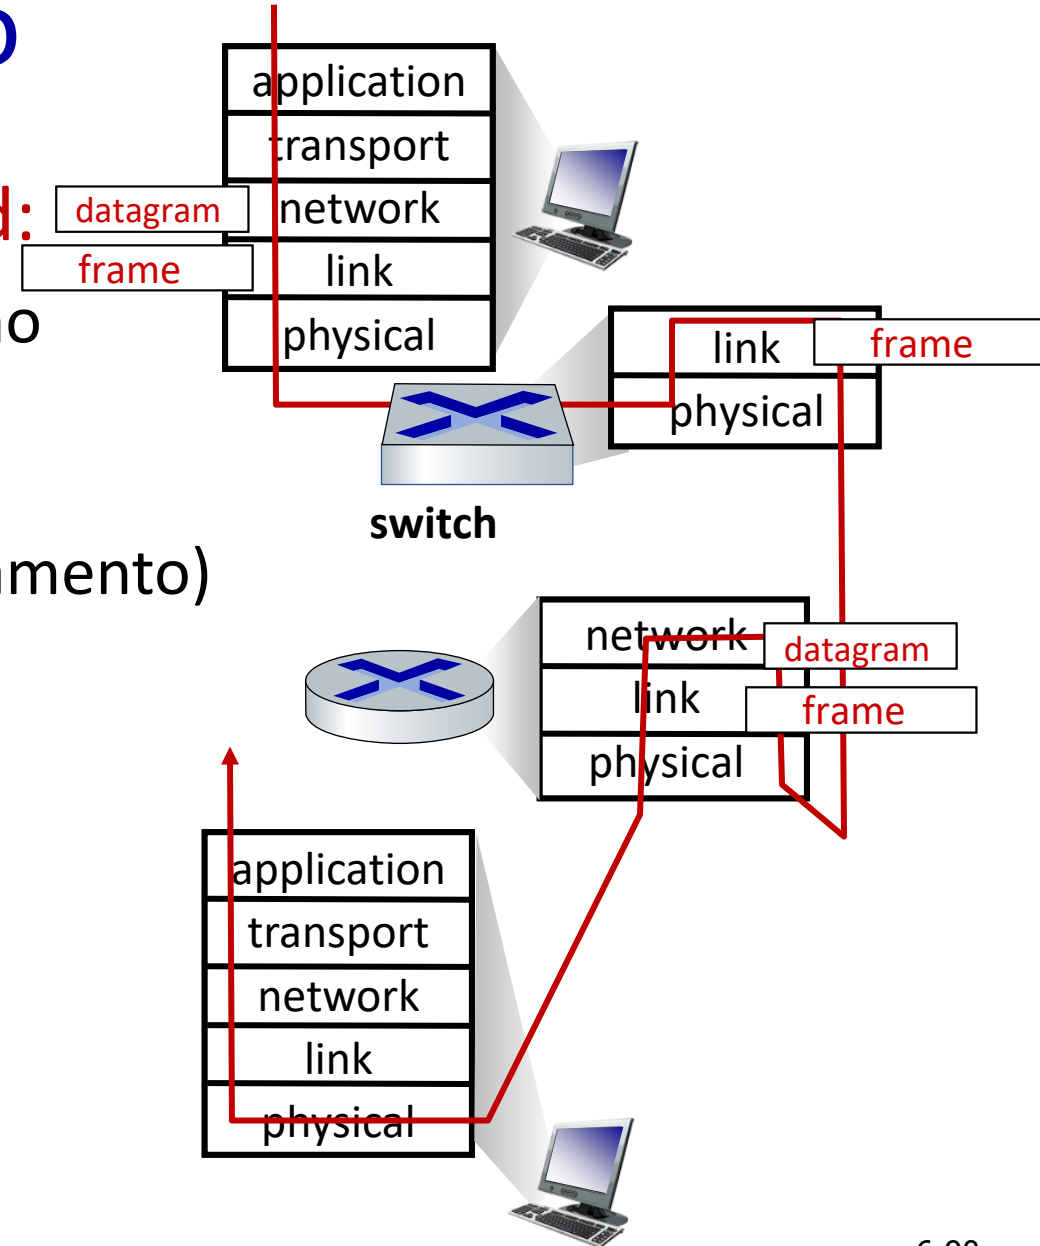 application
transport
d:
datagram
network
frame
link
physical
link
frame
physical
switch
amento)
network
datagram
link
frame
physical
application
transport
network
link
physical